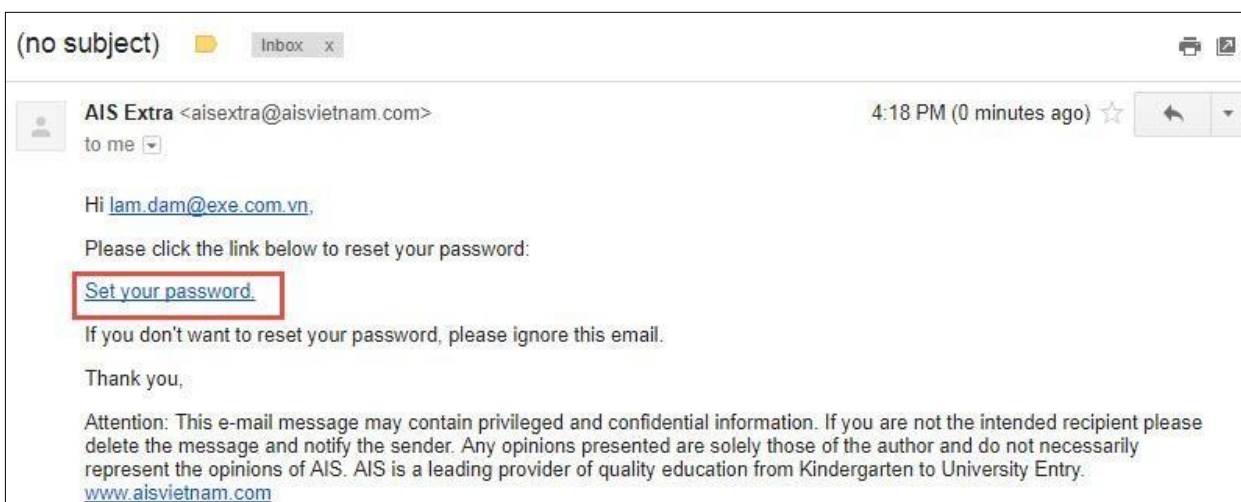 (no subject) Inbox x
AIS Extra <aisextra@aisvietnam.com> 4:18 PM (0 minutes ago)
to me
Hi lam.dam@exe.com.vn,
Please click the link below to reset your password:
Set your password.
If you don't want to reset your password, please ignore this email.
Thank you,
Attention: This e-mail message may contain privileged and confidential information. If you are not the intended recipient please
delete the message and notify the sender. Any opinions presented are solely those of the author and do not necessarily
represent the opinions of AIS. AIS is a leading provider of quality education from Kindergarten to University Entry.
www.aisvietnam.com